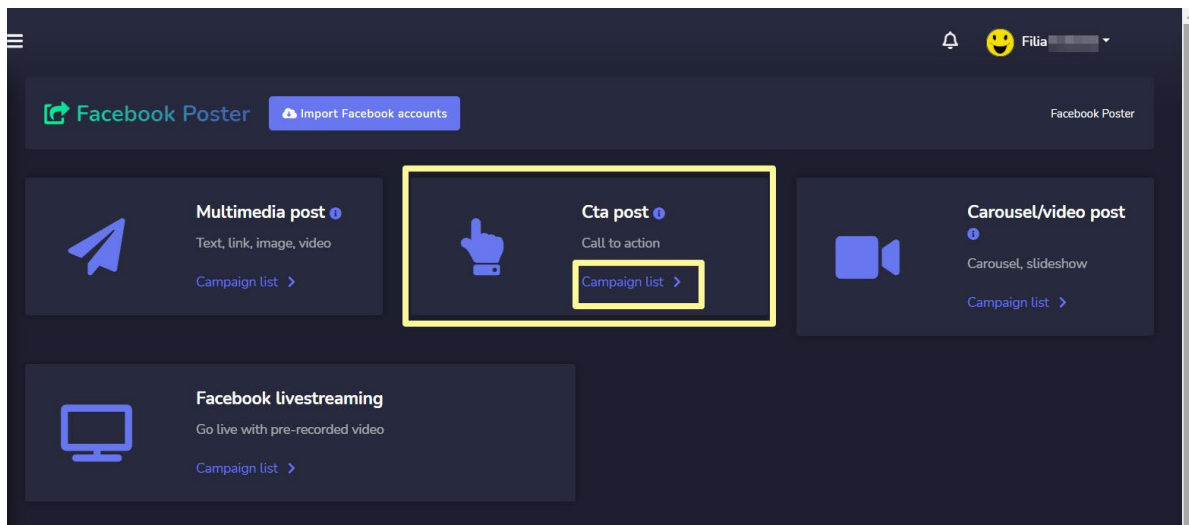 Filia
Facebook Poster
Import Facebook accounts
Facebook Poster
Multimedia post
Text, link, image, video
Campaign list
Cta post
Call to action
Campaign list
Carousel/video post
Carousel, slideshow
Campaign list
Facebook livestreaming
Go live with pre-recorded video
Campaign list